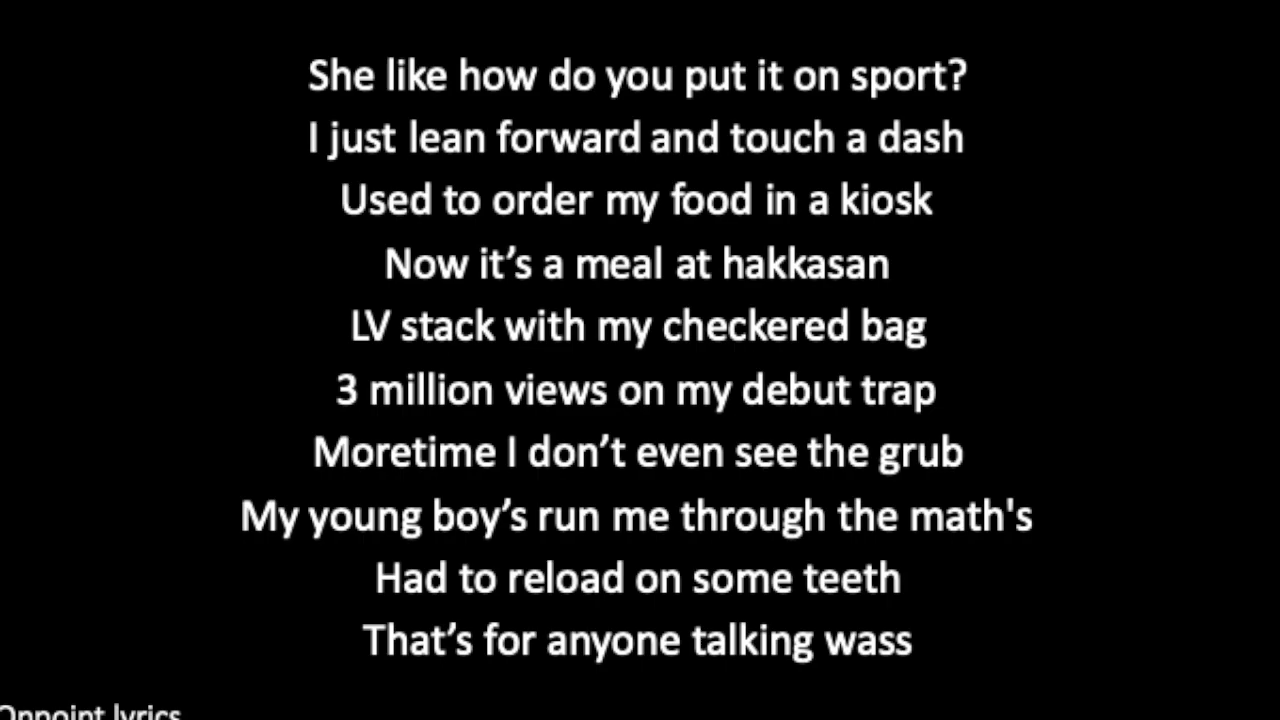 She like how do you put it on sport?
I just lean forward and touch a dash
Used to order my food in a kiosk
Now it’s a meal at hakkasan
LV stack with my checkered bag
3 million views on my debut trap
Moretime I don’t even see the grub
My young boy’s run me through the math's
Had to reload on some teeth
That’s for anyone talking wass
Onpoint lyrics